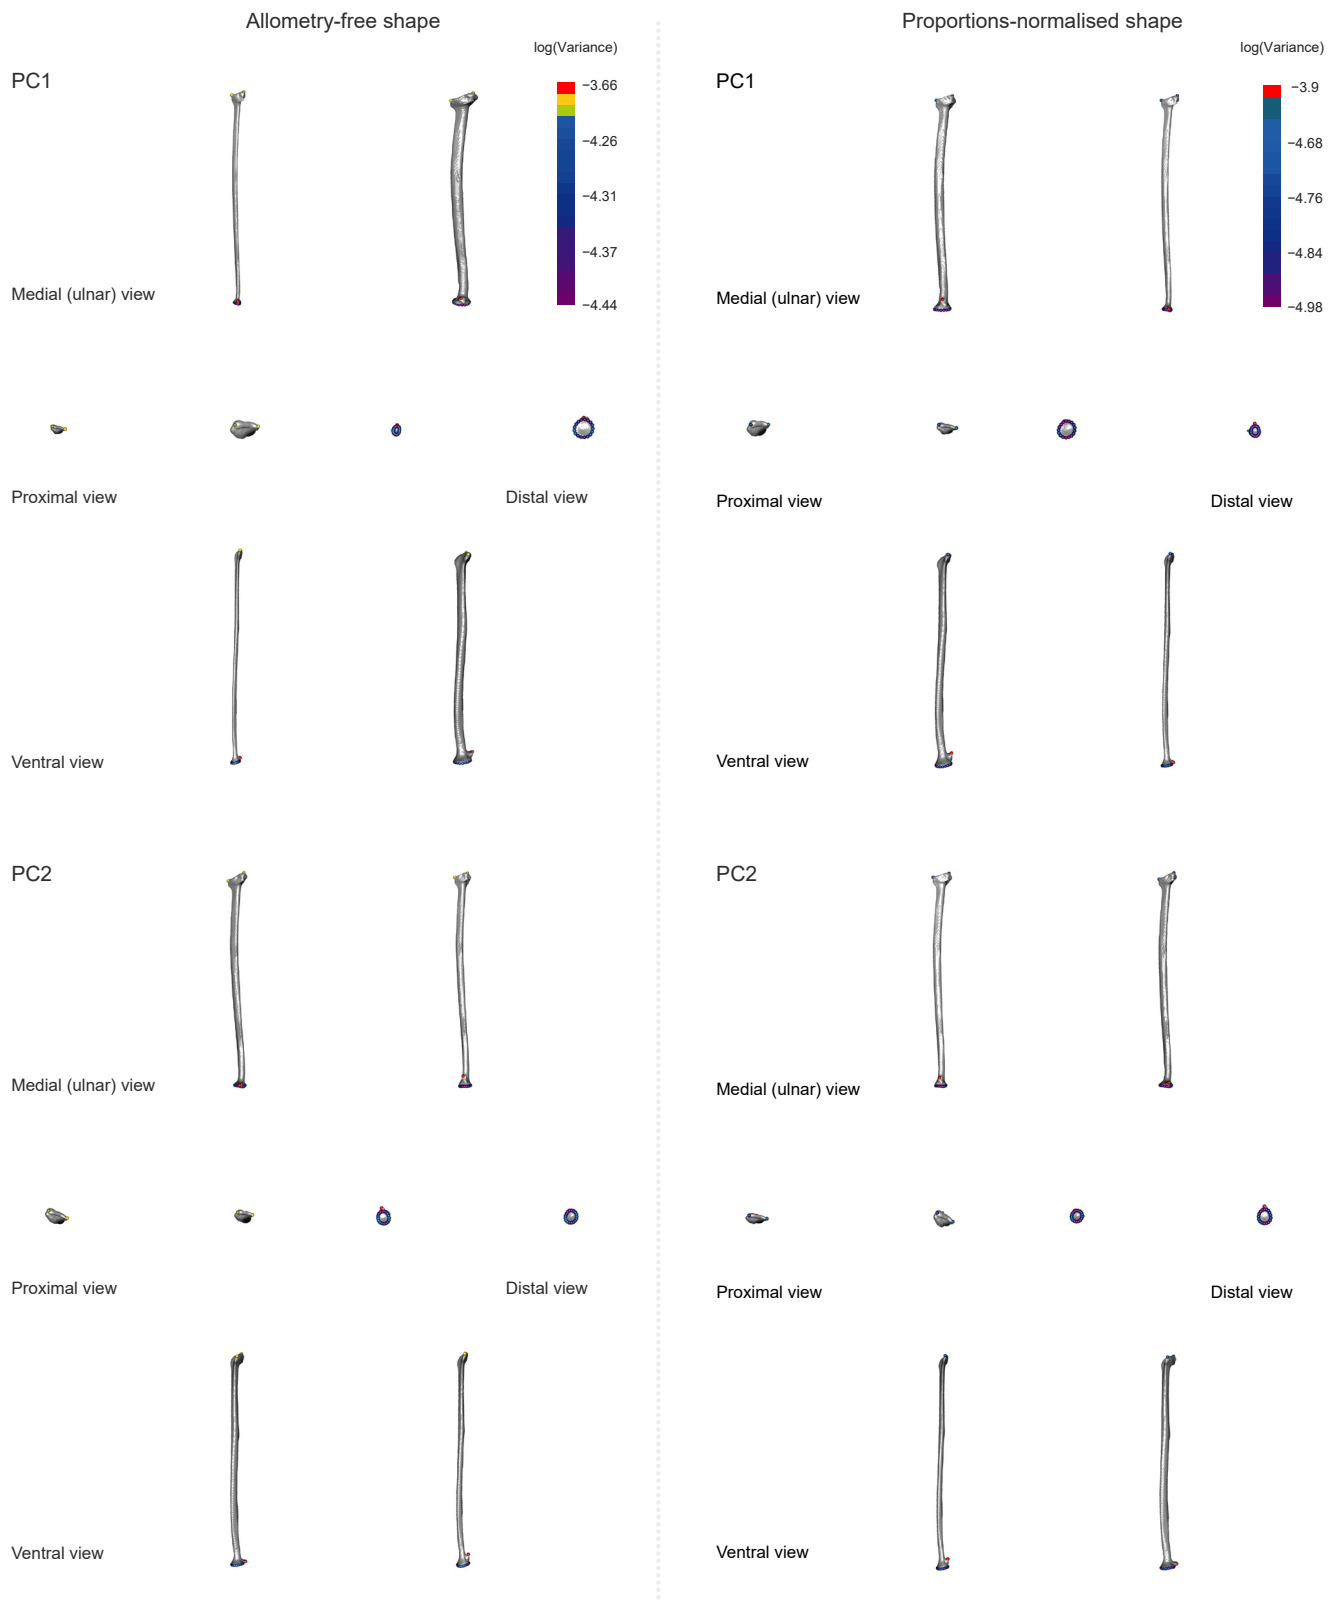 Allometry-free shape
Proportions-normalised shape
log(Variance)
log(Variance)
PC1
−3.66
−4.26
−4.31
−4.37
−4.44
PC1
−3.9
−4.68
−4.76
−4.84
−4.98
Medial (ulnar) view
Medial (ulnar) view
Proximal view
Distal view
Proximal view
Distal view
Ventral view
Ventral view
PC2
PC2
Medial (ulnar) view
Medial (ulnar) view
Proximal view
Distal view
Proximal view
Distal view
Ventral view
Ventral view